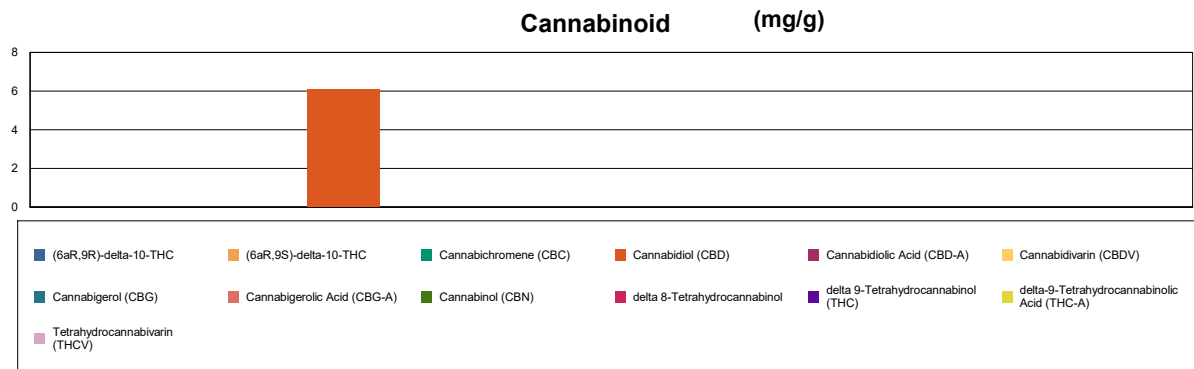 Cannabinoid (mg/g)
8
6
4
2
0
(6aR,9R)-delta-10-THC
(6aR,9S)-delta-10-THC
Cannabichromene (CBC)
Cannabidiol (CBD)
Cannabidiolic Acid (CBD-A)
Cannabidivarin (CBDV)
Cannabigerol (CBG)
Cannabigerolic Acid (CBG-A)
Cannabinol (CBN)
delta 8-Tetrahydrocannabinol
delta 9-Tetrahydrocannabinol
(THC)
delta-9-Tetrahydrocannabinolic
Acid (THC-A)
Tetrahydrocannabivarin
(THCV)